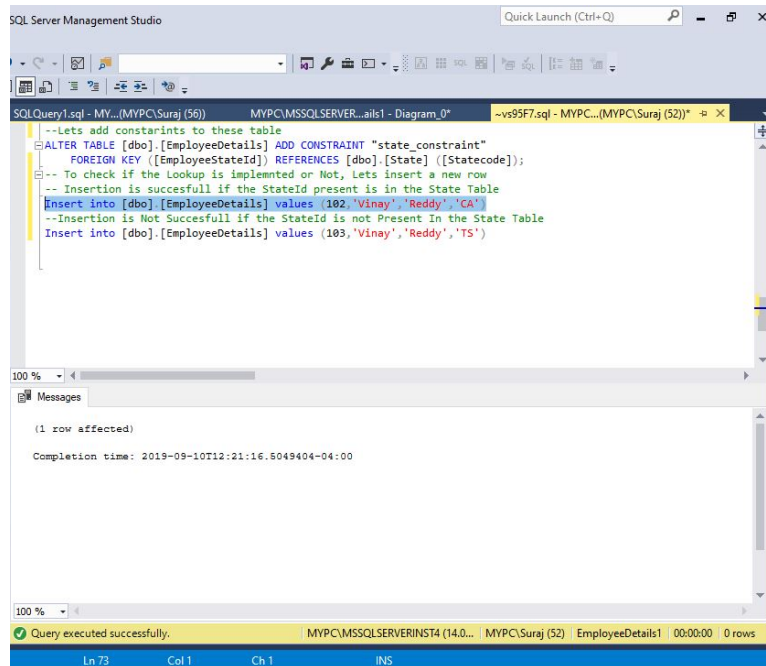 SQL Server Management Studio
Quick Launch (Ctrl+Q)
SQLQuery1.sql - MY...(MYPC\Suraj (56))
MYPC\MSSQLSERVER...ails1 - Diagram_0*
~vs95F7.sql - MYPC...(MYPC\Suraj (52))*
--Lets add constarints to these table
ALTER TABLE [dbo].[EmployeeDetails] ADD CONSTRAINT "state_constraint"
FOREIGN KEY ([EmployeeStateId]) REFERENCES [dbo].[State] ([Statecode]);
-- To check if the Lookup is implemnted or Not, Lets insert a new row
-- Insertion is succesfull if the StateId present is in the State Table
Insert into [dbo].[EmployeeDetails] values (102,'Vinay','Reddy','CA')
--Insertion is Not Succesfull if the StateId is not Present In the State Table
Insert into [dbo].[EmployeeDetails] values (103,'Vinay','Reddy','TS')
100 %
Messages
(1 row affected)
Completion time: 2019-09-10T12:21:16.5049404-04:00
100 %
Query executed successfully.
MYPC\MSSQLSERVERINST4 (14.0...
MYPC\Suraj (52)
EmployeeDetails1
00:00:00
0 rows
Ln 73
Col 1
Ch 1
INS